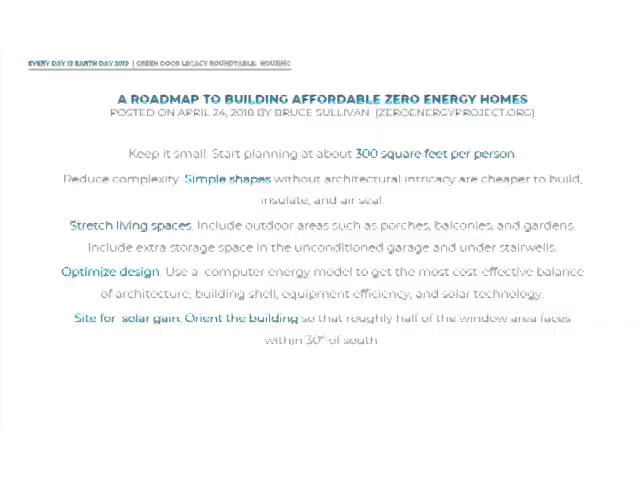 EVERY DAY IS EARTH DAY 2019 | GREEN DOOR LEGACY ROUNDTABLE: HOUSING
A ROADMAP TO BUILDING AFFORDABLE ZERO ENERGY HOMES
POSTED ON APRIL 24, 2018 BY BRUCE SULLIVAN (ZEROENERGYPROJECT.ORG)
Keep it small. Start planning at about 300 square feet per person.
Reduce complexity. Simple shapes without architectural intricacy are cheaper to build,
insulate, and air seal.
Stretch living spaces. Include outdoor areas such as porches, balconies, and gardens.
Include extra storage space in the unconditioned garage and under stairwells.
Optimize design. Use a computer energy model to get the most cost-effective balance
of architecture, building shell, equipment efficiency, and solar technology.
Site for solar gain. Orient the building so that roughly half of the window area faces
within 30° of south